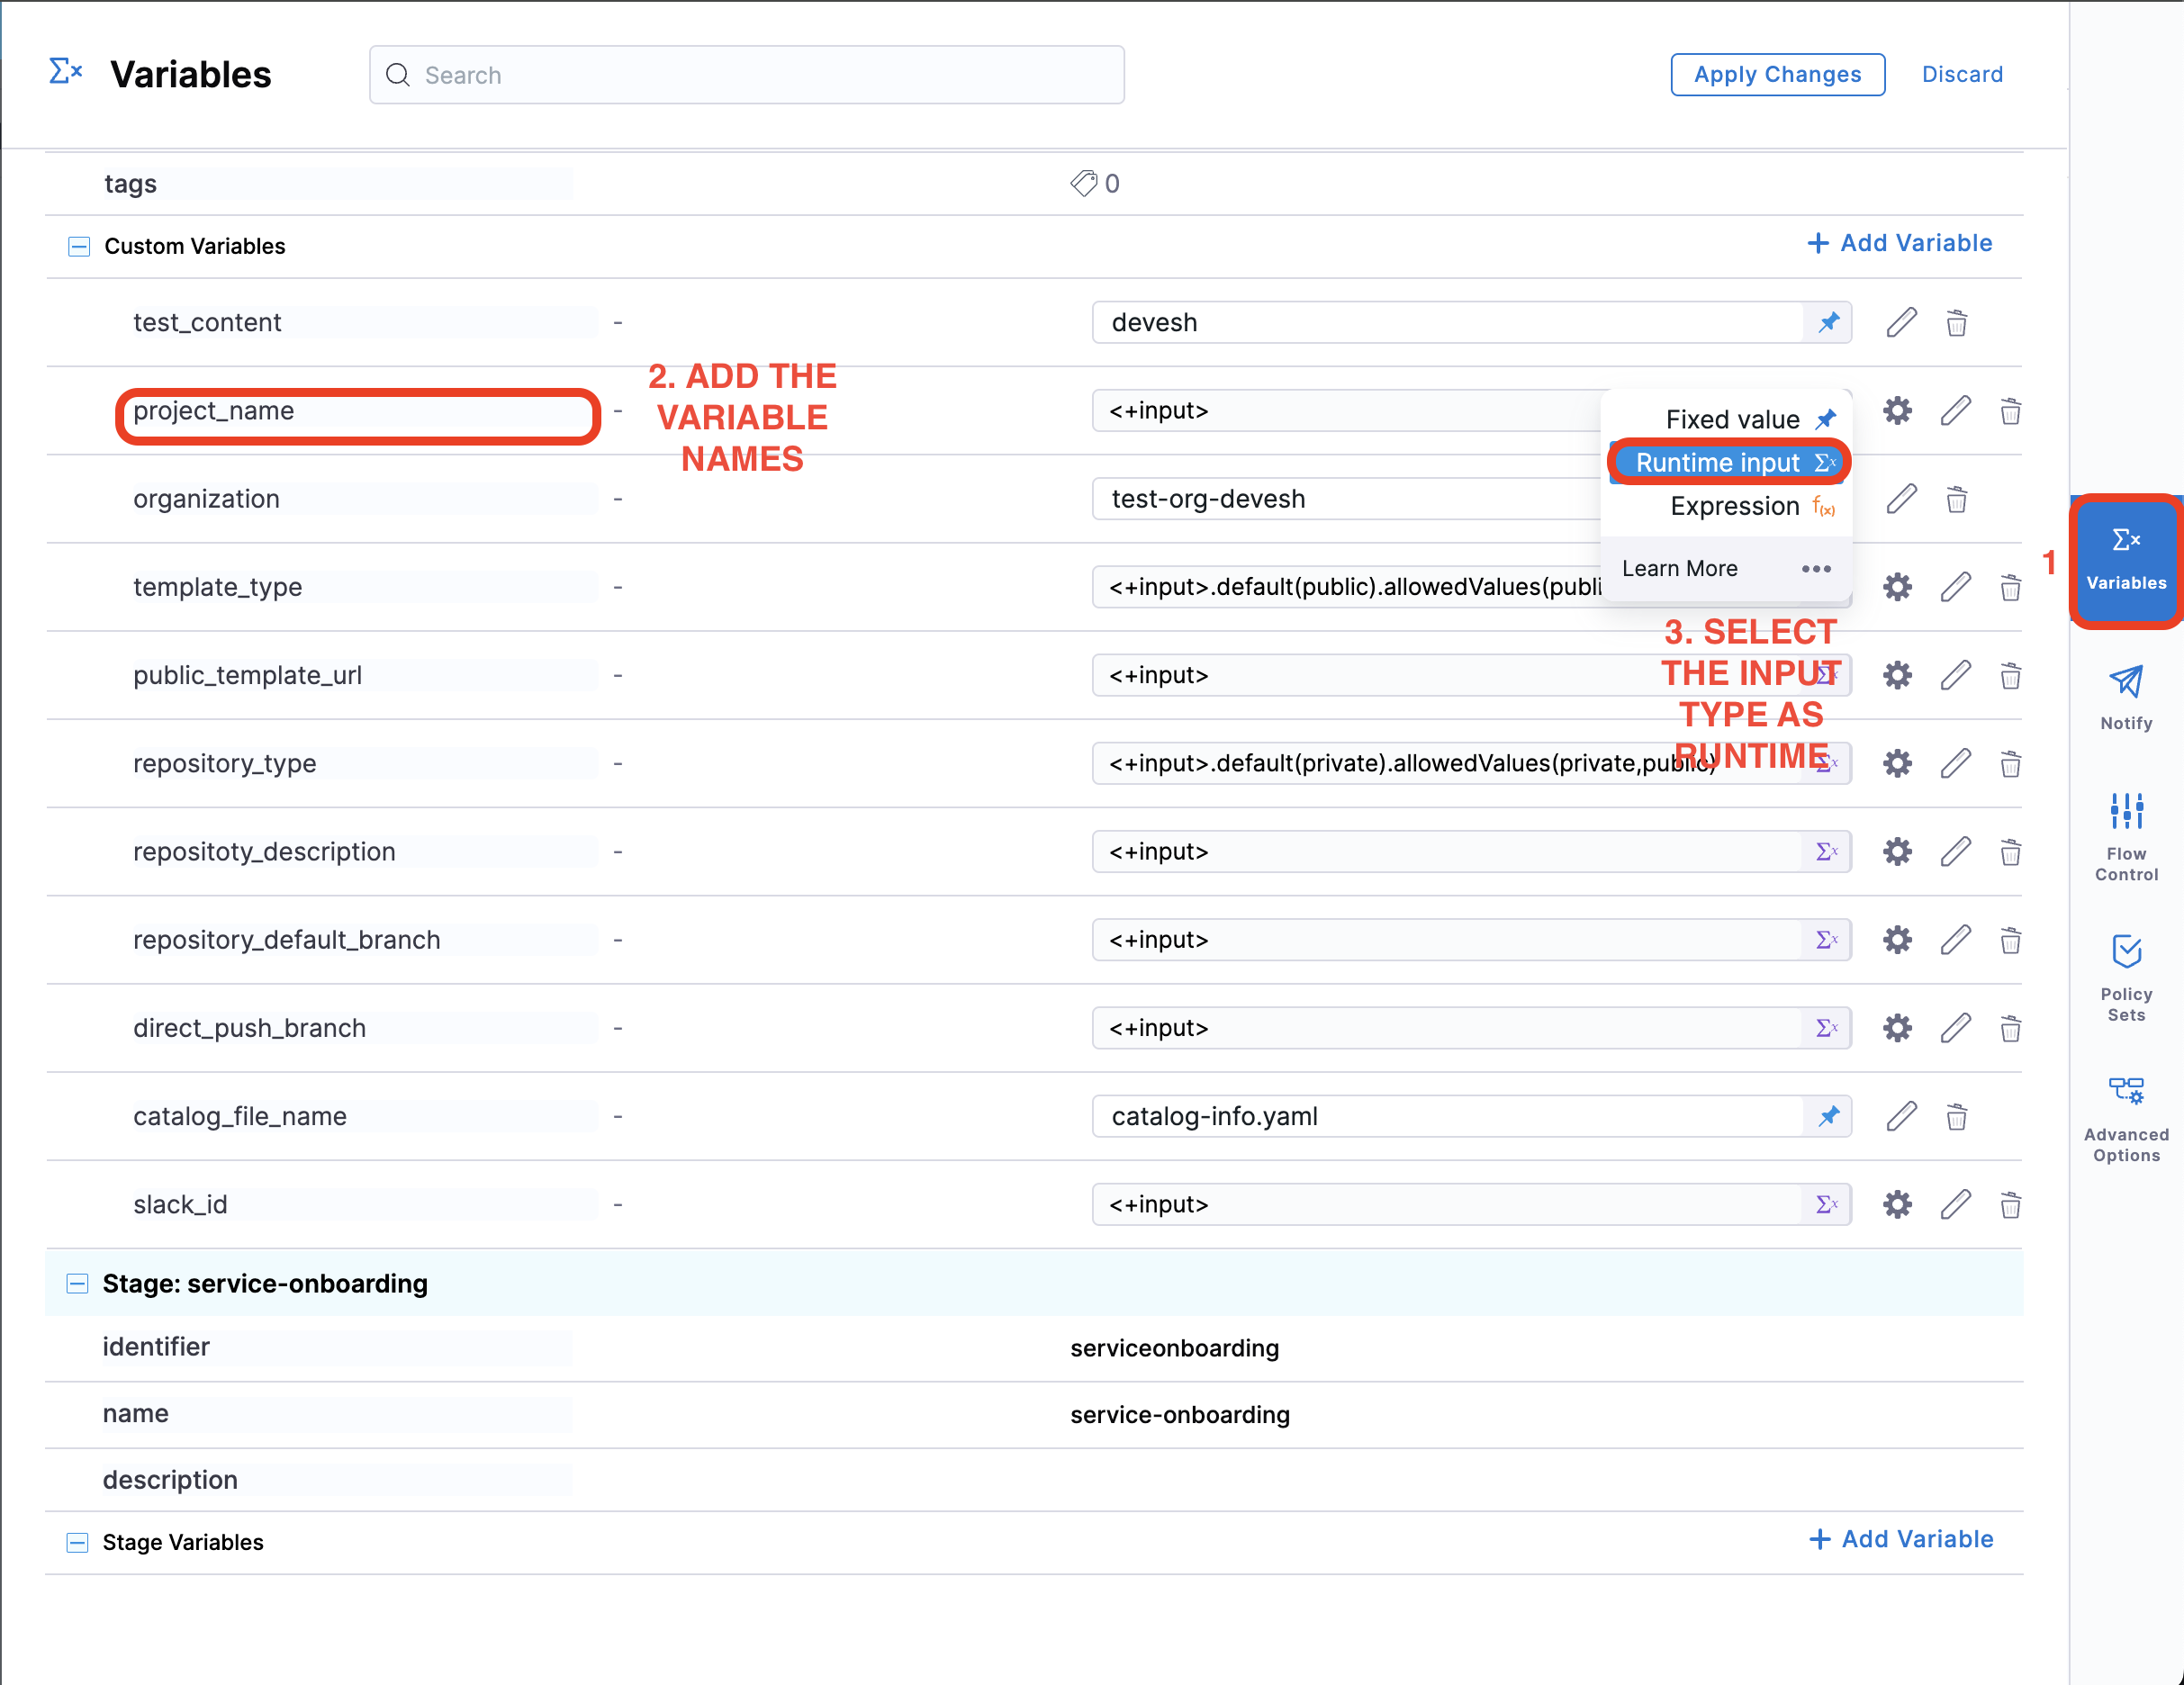 Variables
Search
Apply Changes
Discard
tags
0
Custom Variables
+ Add Variable
test_content
-
devesh
2. ADD THE
VARIABLE
NAMES
project_name
-
<+input>
Fixed value
Runtime input
Expression f(x)
Learn More
organization
-
test-org-devesh
template_type
-
<+input>.default(public).allowedValues(publi
1
3. SELECT
THE INPUT
TYPE AS
RUNTIME
public_template_url
-
<+input>
repository_type
-
<+input>.default(private).allowedValues(private,public)
repositoty_description
-
<+input>
repository_default_branch
-
<+input>
direct_push_branch
-
<+input>
catalog_file_name
-
catalog-info.yaml
slack_id
-
<+input>
Stage: service-onboarding
identifier
serviceonboarding
name
service-onboarding
description
Stage Variables
+ Add Variable
Variables
Notify
Flow
Control
Policy
Sets
Advanced
Options